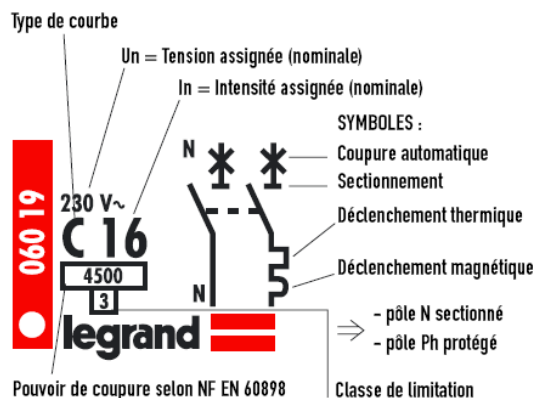 Type de courbe
Un = Tension assignée (nominale)
In = Intensité assignée (nominale)
SYMBOLES :
N
Coupure automatique
Sectionnement
060 19
230 V~
C 16
Déclenchement thermique
4500
Déclenchement magnétique
3
N
legrand
- pôle N sectionné
- pôle Ph protégé
Pouvoir de coupure selon NF EN 60898
Classe de limitation